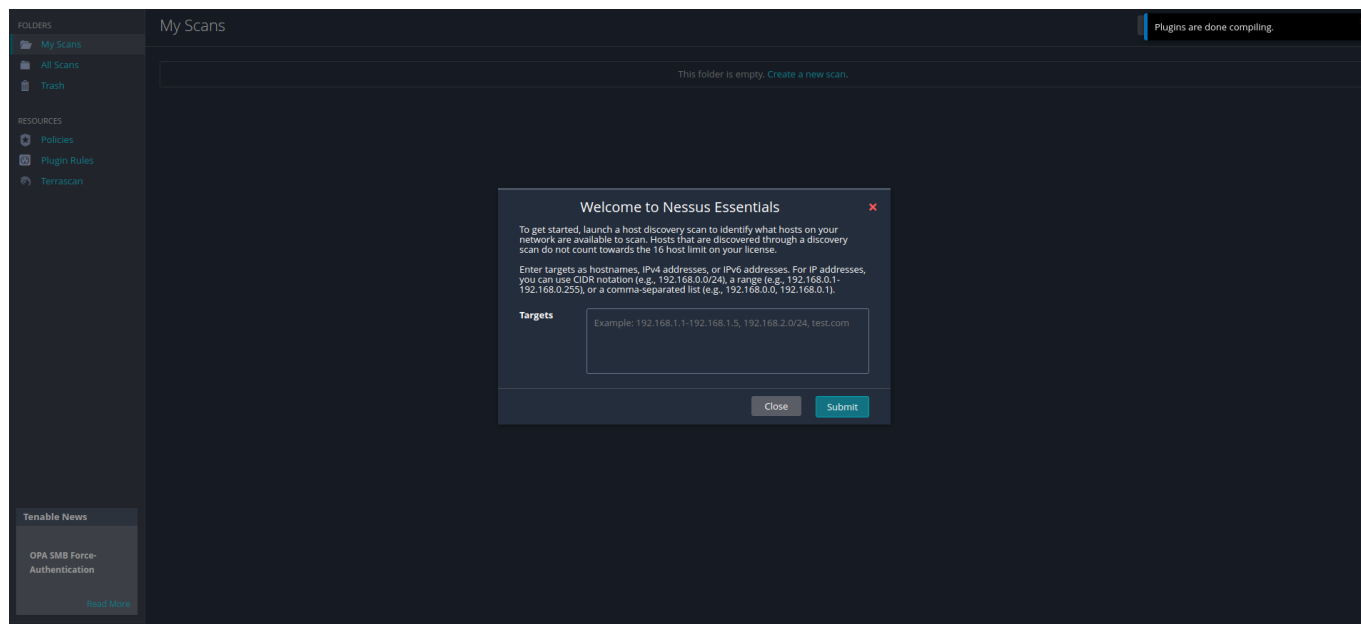 FOLDERS
My Scans
All Scans
Trash
RESOURCES
Policies
Plugin Rules
Terrascan
Tenable News
OPA SMB Force-
Authentication
Read More
My Scans
Plugins are done compiling.
This folder is empty. Create a new scan.
Welcome to Nessus Essentials
To get started, launch a host discovery scan to identify what hosts on your
network are available to scan. Hosts that are discovered through a discovery
scan do not count towards the 16 host limit on your license.
Enter targets as hostnames, IPv4 addresses, or IPv6 addresses. For IP addresses,
you can use CIDR notation (e.g., 192.168.0.0/24), a range (e.g., 192.168.0.1-
192.168.0.255), or a comma-separated list (e.g., 192.168.0.0, 192.168.0.1).
Targets
Example: 192.168.1.1-192.168.1.5, 192.168.2.0/24, test.com
Close
Submit